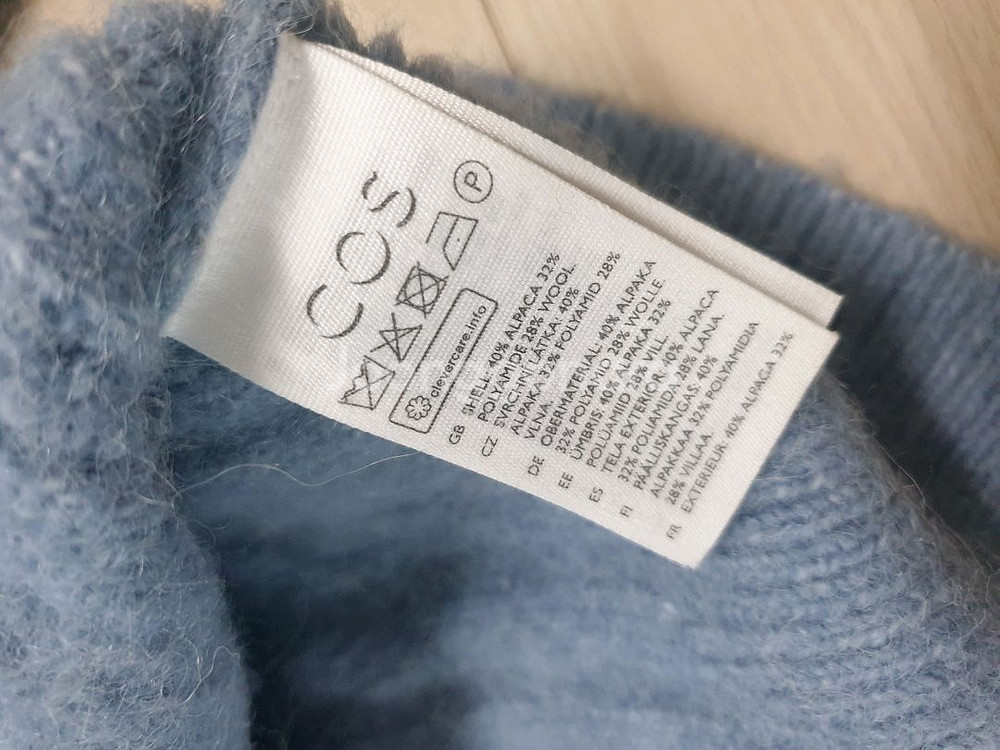 COS
P
clevercare.info
GB SHELL: 40% ALPACA 32%
POLYAMIDE 28% WOOL.
CZ SVRCHNÍ LÁTKA: 40%
ALPAKA 32% POLYAMID 28%
VLNA.
DE OBERMATERIAL: 40% ALPAKA
32% POLYAMID 28% WOLLE
EE ÜMBRIS: 40% ALPAKA 32%
POLÜAMIID 28% VILL.
ES TELA EXTERIOR: 40% ALPACA
32% POLIAMIDA 28% LANA.
FI PÄÄLLISKANGAS: 40%
ALPAKKAA 32% POLYAMIDIA
28% VILLAA.
FR EXTERIEUR: 40% ALPAGA 32%